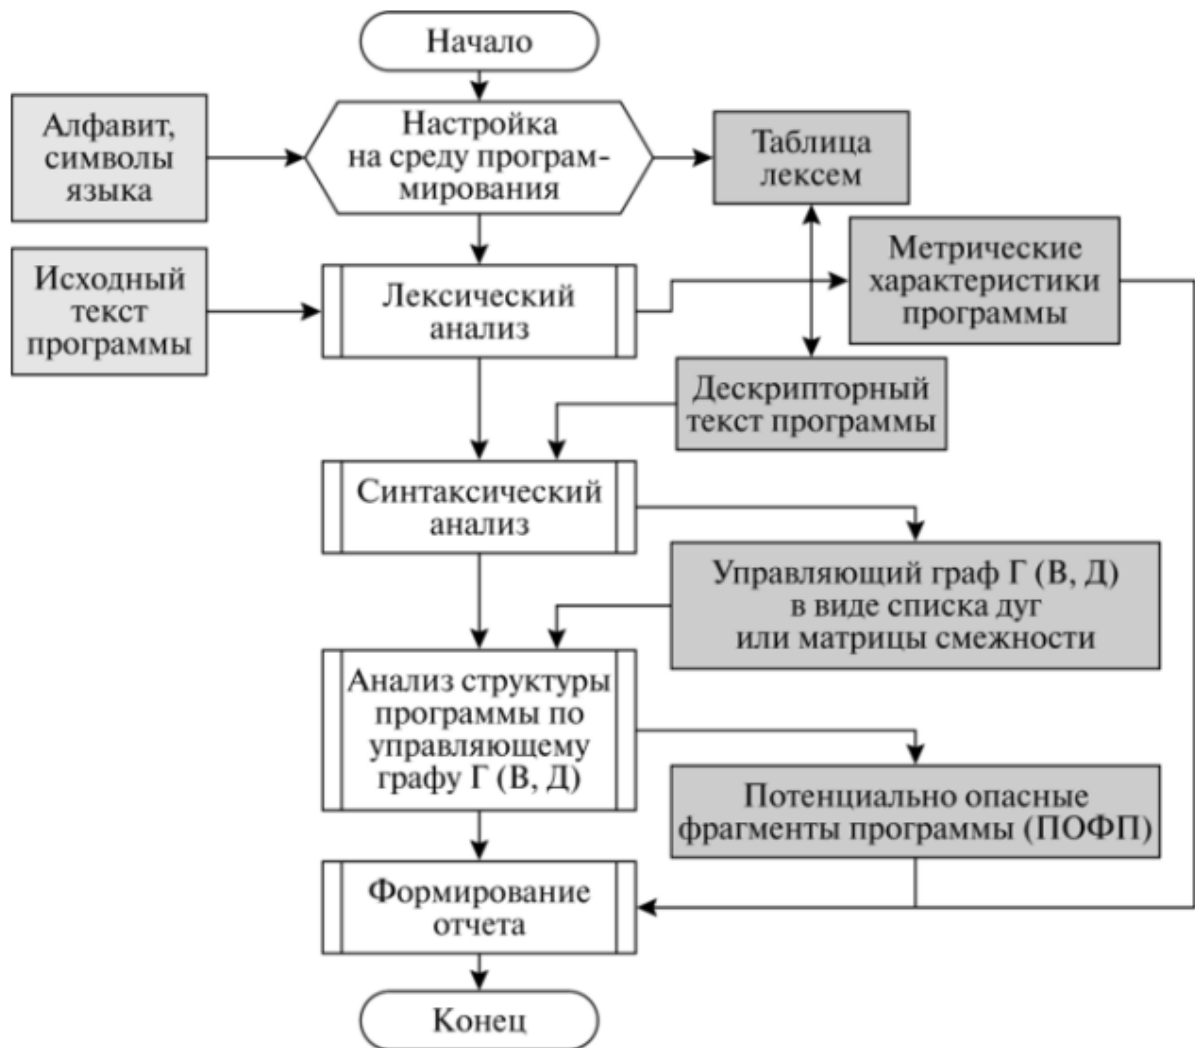 Начало
Алфавит,
символы
языка
Настройка
на среду програм-
мирования
Таблица
лексем
Исходный
текст
программы
Лексический
анализ
Метрические
характеристики
программы
Дескрипторный
текст программы
Синтаксический
анализ
Управляющий граф Г (В, Д)
в виде списка дуг
или матрицы смежности
Анализ структуры
программы по
управляющему
графу Г (В, Д)
Потенциально опасные
фрагменты программы (ПОФП)
Формирование
отчета
Конец